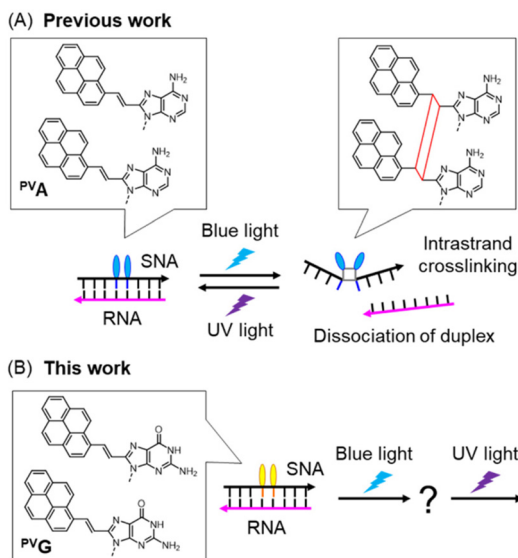 (A) Previous work
NH2
N
N
N
N
NH2
N
N
N
N
PVA
NH2
N
N
N
N
NH2
N
N
N
N
Blue light
SNA
RNA
UV light
Intrastrand
crosslinking
Dissociation of duplex
(B) This work
O
N
NH
N
N
NH2
O
N
NH
N
N
NH2
PVG
SNA
RNA
Blue light
?
UV light